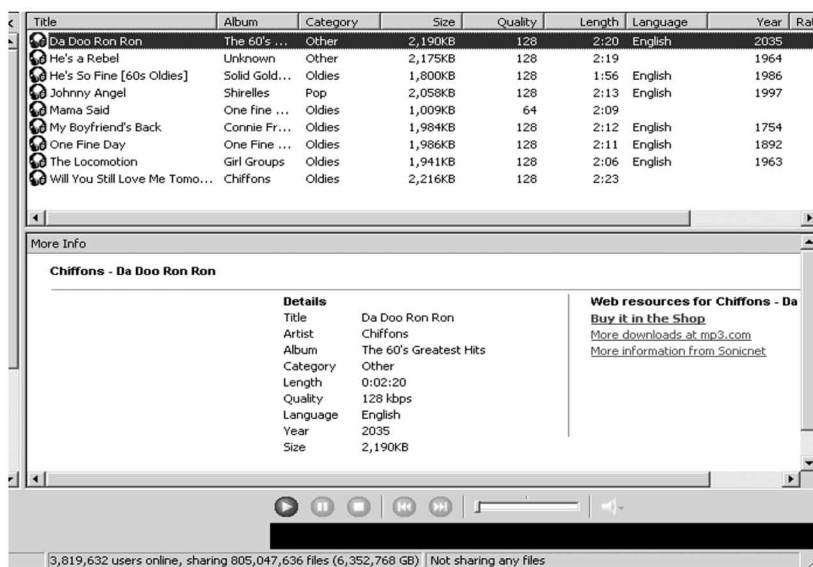 Title Album Category Size Quality Length Language Year Rat
Da Doo Ron Ron The 60's ... Other 2,190KB 128 2:20 English 2035
He's a Rebel Unknown Other 2,175KB 128 2:19 1964
He's So Fine [60s Oldies] Solid Gold... Oldies 1,800KB 128 1:56 English 1986
Johnny Angel Shirelles Pop 2,058KB 128 2:13 English 1997
Mama Said One fine ... Oldies 1,009KB 64 2:09
My Boyfriend's Back Connie Fr... Oldies 1,984KB 128 2:12 English 1754
One Fine Day One Fine ... Oldies 1,986KB 128 2:11 English 1892
The Locomotion Girl Groups Oldies 1,941KB 128 2:06 English 1963
Will You Still Love Me Tomo... Chiffons Oldies 2,216KB 128 2:23
More Info
Chiffons - Da Doo Ron Ron
Details
Title Da Doo Ron Ron
Artist Chiffons
Album The 60's Greatest Hits
Category Other
Length 0:02:20
Quality 128 kbps
Language English
Year 2035
Size 2,190KB
Web resources for Chiffons - Da
Buy it in the Shop
More downloads at mp3.com
More information from Sonicnet
3,819,632 users online, sharing 805,047,636 files (6,352,768 GB) Not sharing any files